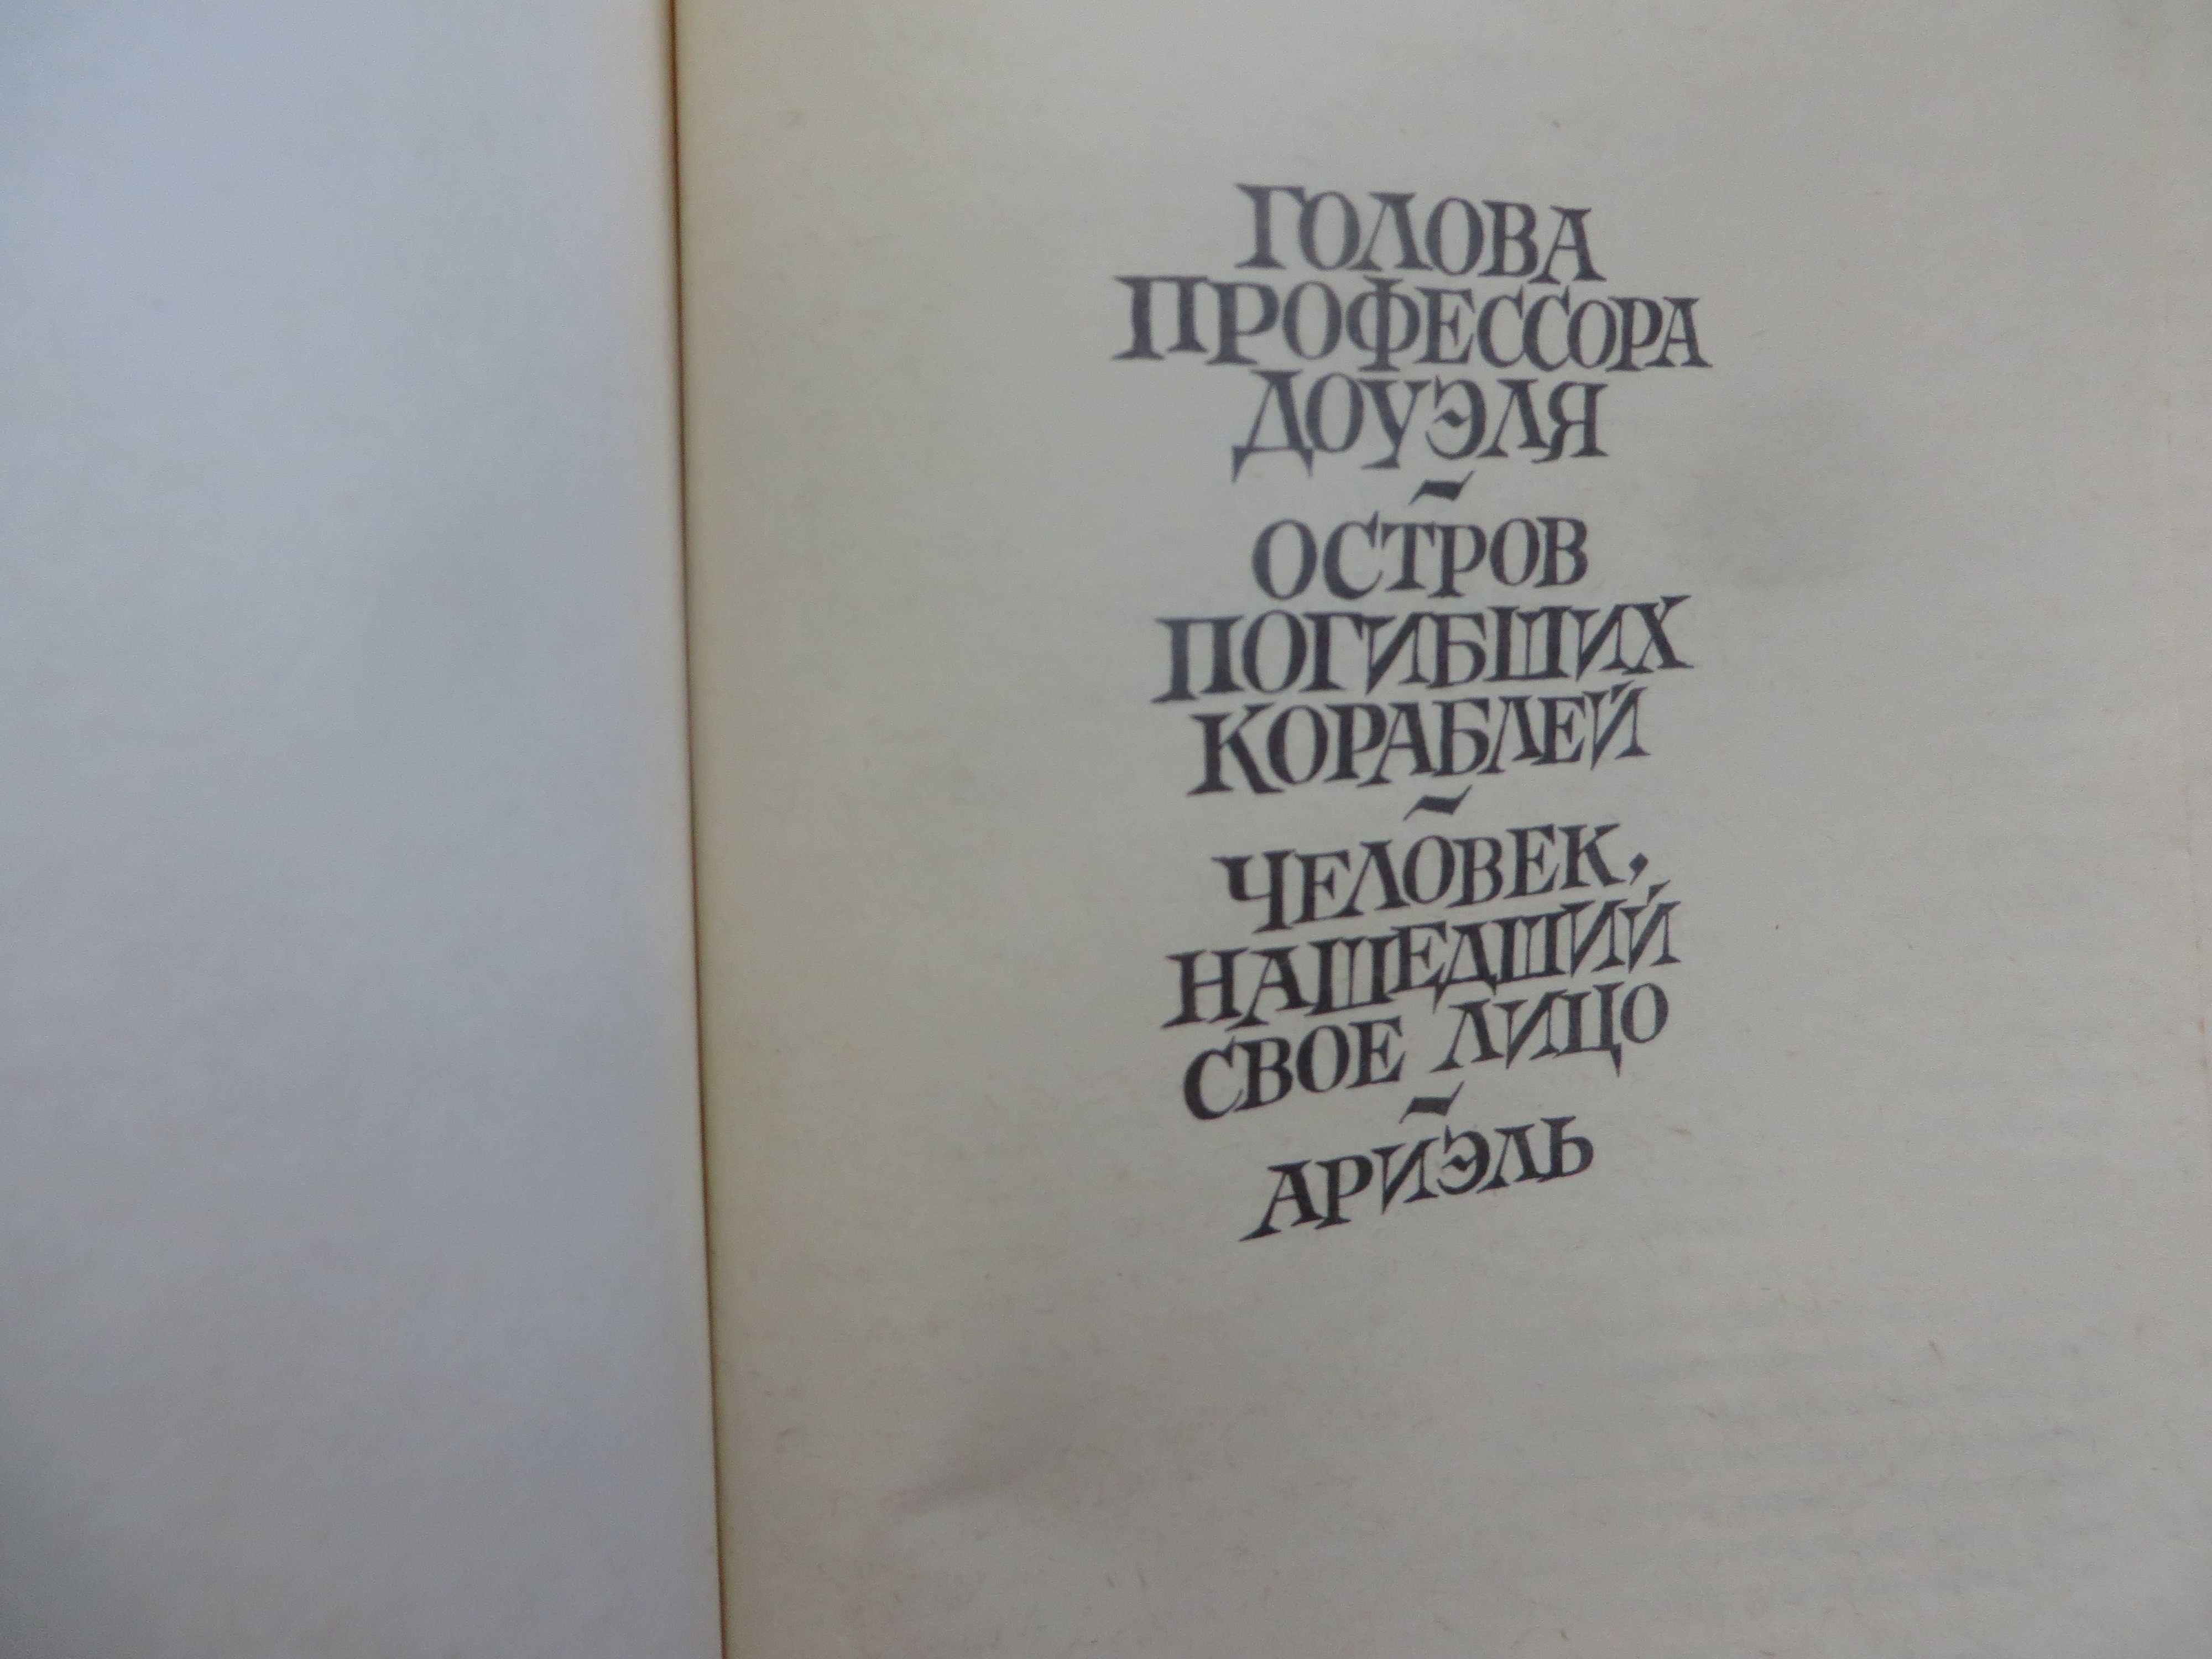 ГОЛОВА
ПРОФЕССОРА
ДОУЭЛЯ
~
ОСТРОВ
ПОГИБШИХ
КОРАБЛЕЙ
~
ЧЕЛОВЕК,
НАШЕДШИЙ
СВОЕ ЛИЦО
~
АРИЭЛЬ